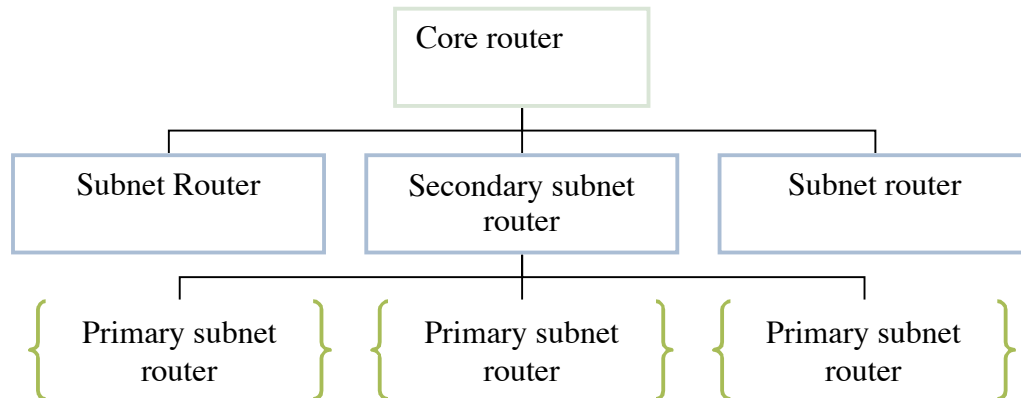 Core router
Subnet Router
Secondary subnet
router
Subnet router
Primary subnet
router
Primary subnet
router
Primary subnet
router